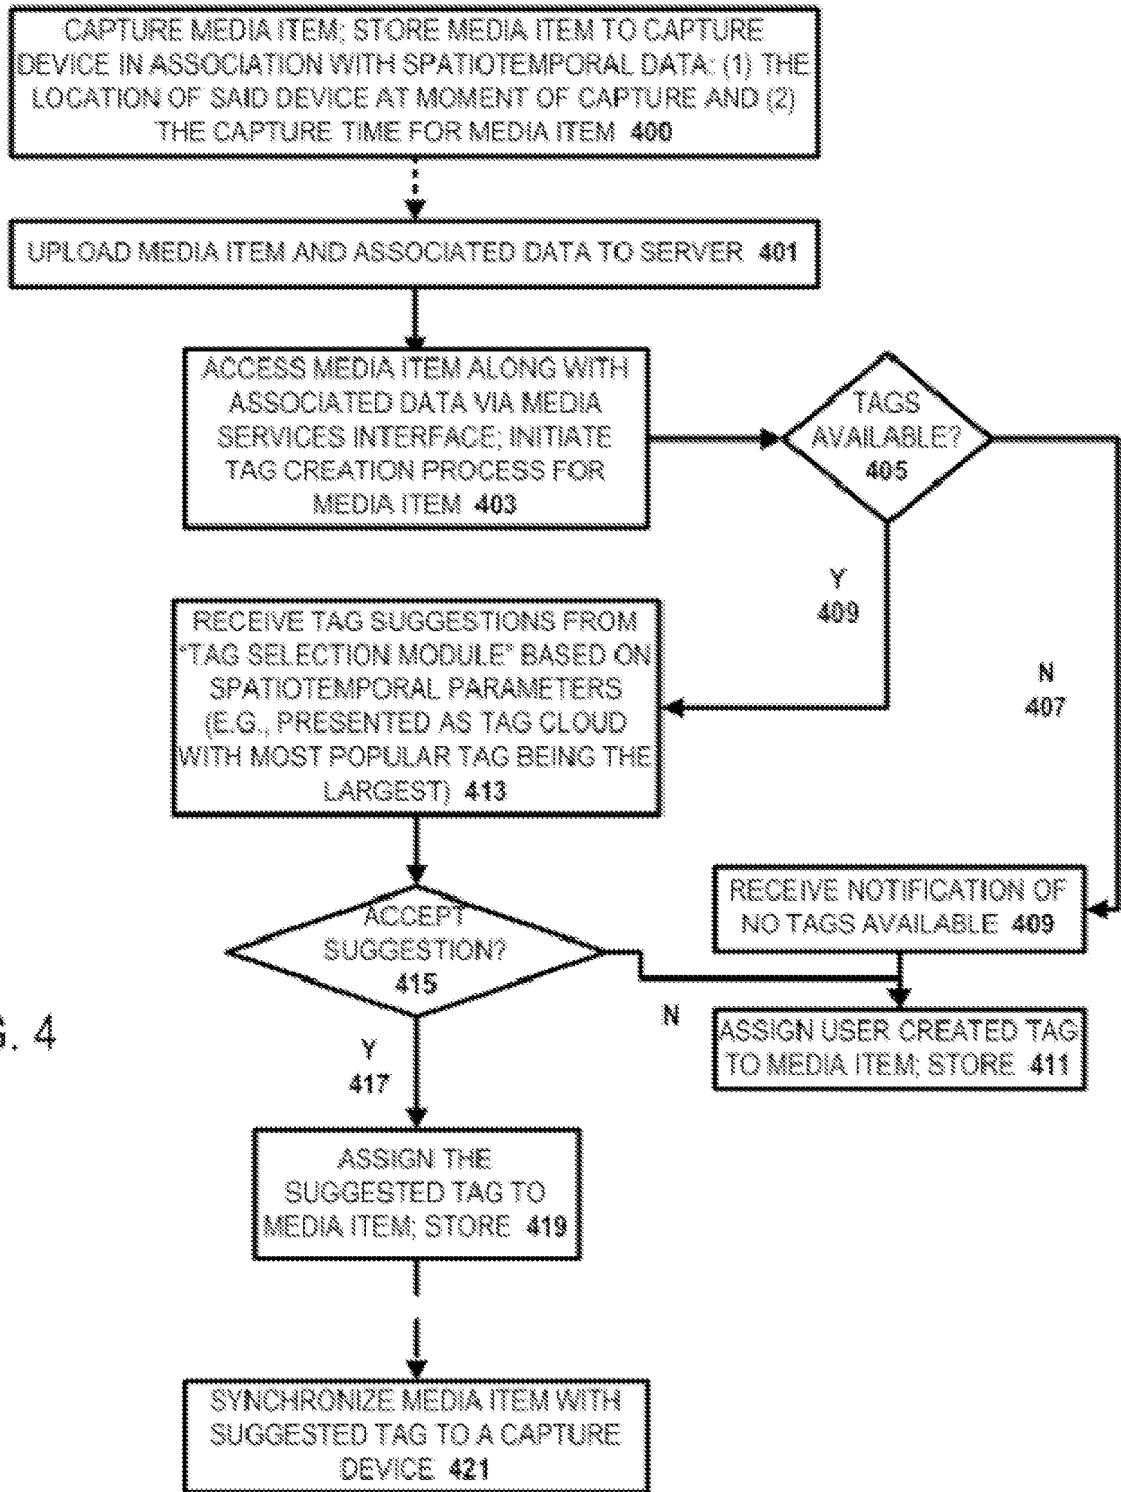 CAPTURE MEDIA ITEM; STORE MEDIA ITEM TO CAPTURE
DEVICE IN ASSOCIATION WITH SPATIOTEMPORAL DATA: (1) THE
LOCATION OF SAID DEVICE AT MOMENT OF CAPTURE AND (2)
THE CAPTURE TIME FOR MEDIA ITEM 400
UPLOAD MEDIA ITEM AND ASSOCIATED DATA TO SERVER 401
ACCESS MEDIA ITEM ALONG WITH
ASSOCIATED DATA VIA MEDIA
SERVICES INTERFACE; INITIATE
TAG CREATION PROCESS FOR
MEDIA ITEM 403
TAGS
AVAILABLE?
405
Y
409
N
407
RECEIVE TAG SUGGESTIONS FROM
"TAG SELECTION MODULE" BASED ON
SPATIOTEMPORAL PARAMETERS
(E.G., PRESENTED AS TAG CLOUD
WITH MOST POPULAR TAG BEING THE
LARGEST) 413
RECEIVE NOTIFICATION OF
NO TAGS AVAILABLE 409
ACCEPT
SUGGESTION?
415
N
ASSIGN USER CREATED TAG
TO MEDIA ITEM; STORE 411
G. 4
Y
417
ASSIGN THE
SUGGESTED TAG TO
MEDIA ITEM; STORE 419
SYNCHRONIZE MEDIA ITEM WITH
SUGGESTED TAG TO A CAPTURE
DEVICE 421